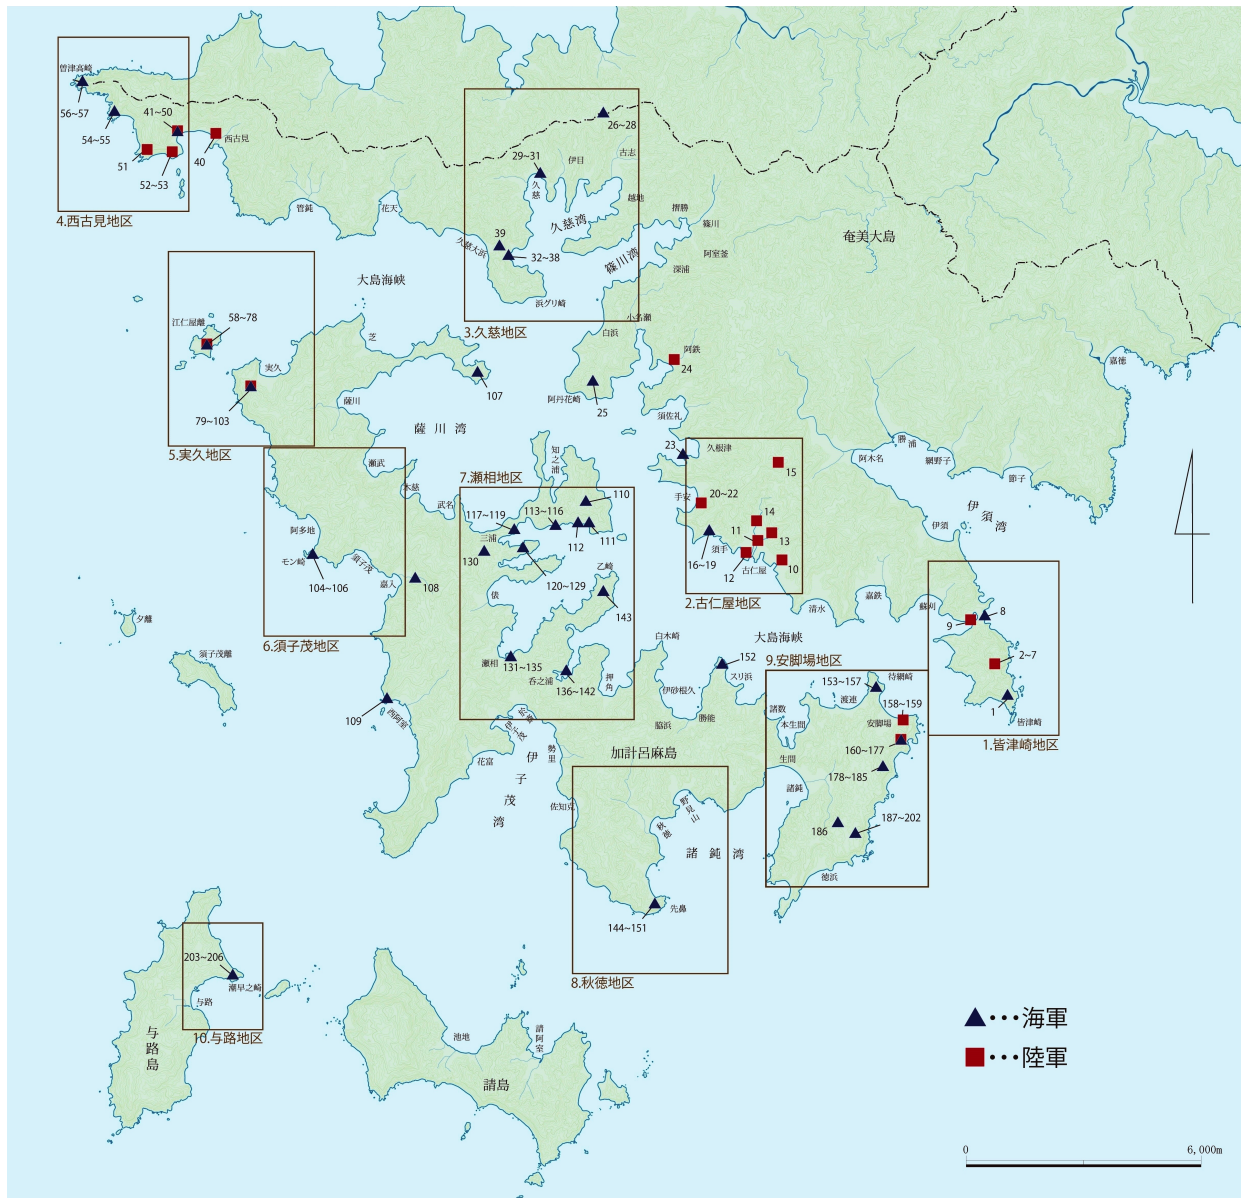 曽津高崎
56~57
54~55
41~50
51
52~53
40
西古見
4.西古見地区
管鈍
花天
26~28
29~31
伊目
古志
久慈
越地
久慈湾
39
久慈大浜
32~38
浜グリ崎
3.久慈地区
摺勝
篠川
阿室釜
篠川湾
深浦
小名瀬
白浜
奄美大島
大島海峡
江仁屋離
58~78
実久
79~103
5.実久地区
芝
薩川
107
薩川湾
阿丹花崎
25
阿鉄
24
須佐礼
嘉徳
勝浦
阿木名
網野子
節子
伊須湾
伊須
23
久根津
15
手安
20~22
14
11
13
16~19
須手
12
古仁屋
10
2.古仁屋地区
瀬武
木慈
武名
知之浦
7.瀬相地区
110
117~119
113~116
112
111
三浦
130
120~129
乙崎
143
俵
瀬相
131~135
呑之浦
136~142
押角
阿多地
モン崎
須子茂
104~106
嘉入
108
6.須子茂地区
夕離
須子茂離
109
西阿室
清水
嘉鉄
蘇刈
9
8
2~7
1
皆津崎
1.皆津崎地区
白木崎
大島海峡
152
スリ浜
伊砂根久
脇浜
勝能
9.安脚場地区
153~157
待網崎
渡連
諸数
本生間
安脚場
158~159
160~177
生間
178~185
諸鈍
186
187~202
徳浜
加計呂麻島
花富
伊子茂湾
勢里
佐知克
野見山
秋徳
諸鈍湾
先鼻
144~151
8.秋徳地区
203~206
潮早之崎
与路
10.与路地区
与路島
池地
請阿室
請島
▲･･･海軍
■･･･陸軍
0
6,000m